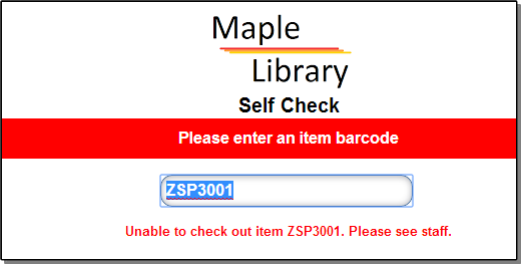 Maple
Library
Self Check
Please enter an item barcode
ZSP3001
Unable to check out item ZSP3001. Please see staff.